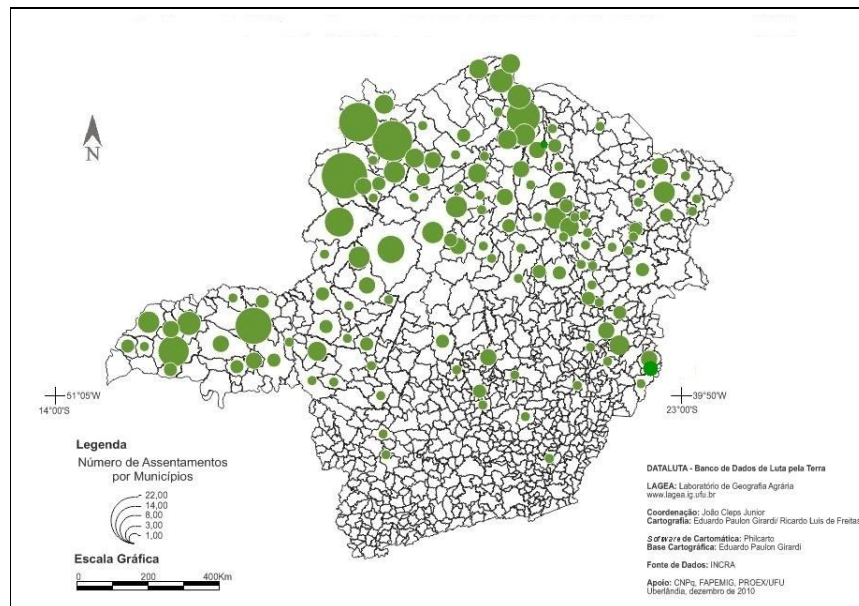 N
51°05'W
14°00'S
39°50'W
23°00'S
Legenda
Número de Assentamentos
por Municípios
22,00
14,00
8,00
3,00
1,00
Escala Gráfica
0 200 400Km
DATALUTA - Banco de Dados de Luta pela Terra
LAGEA: Laboratório de Geografia Agrária
www.lagea.ig.ufu.br
Coordenação: João Cleps Junior
Cartografia: Eduardo Paulon Girardi/ Ricardo Luis de Freitas
Software de Cartomática: Philcarto
Base Cartográfica: Eduardo Paulon Girardi
Fonte de Dados: INCRA
Apoio: CNPq, FAPEMIG, PROEX/UFU
Uberlândia, dezembro de 2010